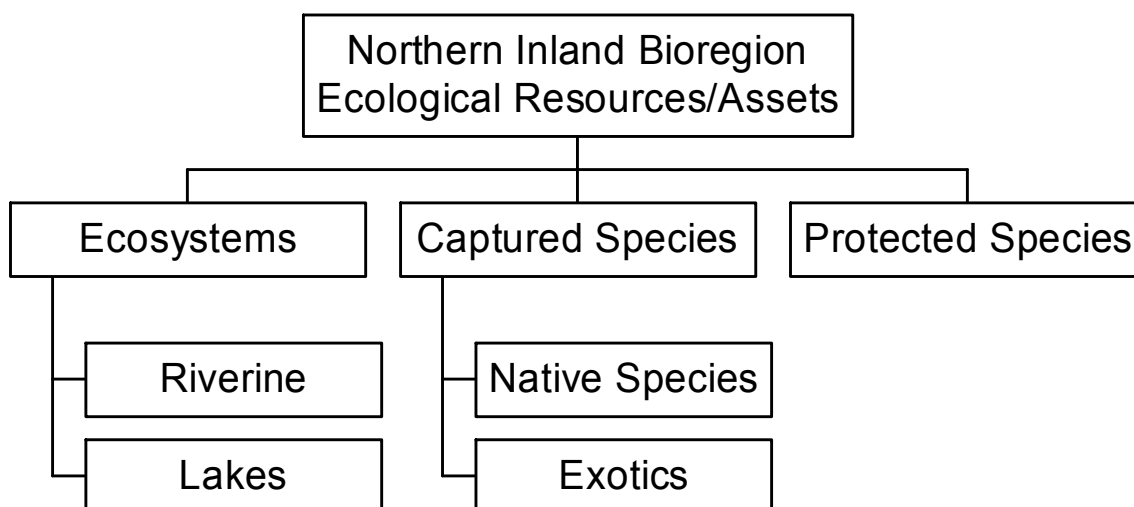 Northern Inland Bioregion
Ecological Resources/Assets
Ecosystems
Captured Species
Protected Species
Riverine
Native Species
Lakes
Exotics